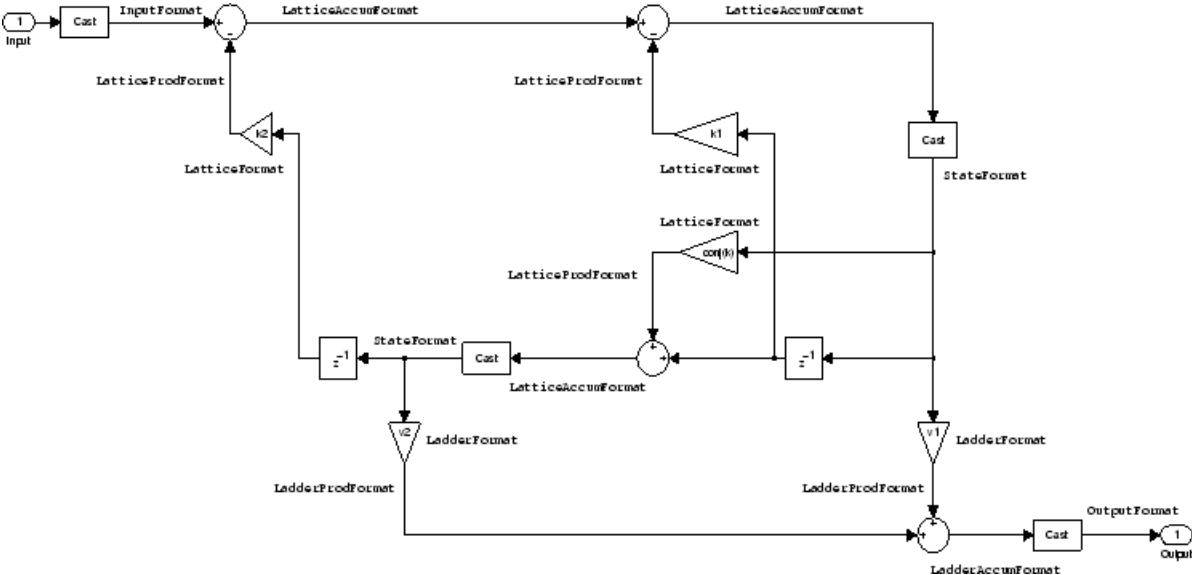 InputFormat
LatticeAccumFormat
LatticeAccumFormat
1
Cast
+
-
+
-
Input
LatticeProdFormat
LatticeProdFormat
k2
k1
Cast
LatticeFormat
LatticeFormat
StateFormat
LatticeFormat
conj(k)
LatticeProdFormat
StateFormat
z-1
Cast
+
+
z-1
LatticeAccumFormat
v2
LadderFormat
v1
LadderFormat
LadderProdFormat
LadderProdFormat
OutputFormat
+
+
Cast
1
Output
LadderAccumFormat